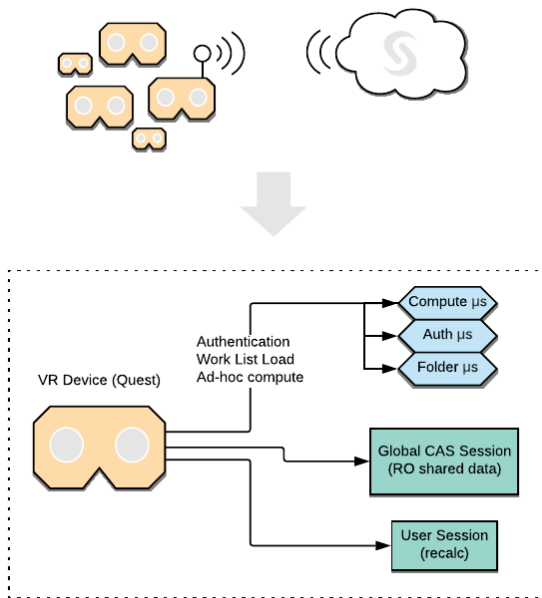 Compute μs
Auth μs
Folder μs
Authentication
Work List Load
Ad-hoc compute
VR Device (Quest)
Global CAS Session
(RO shared data)
User Session
(recalc)